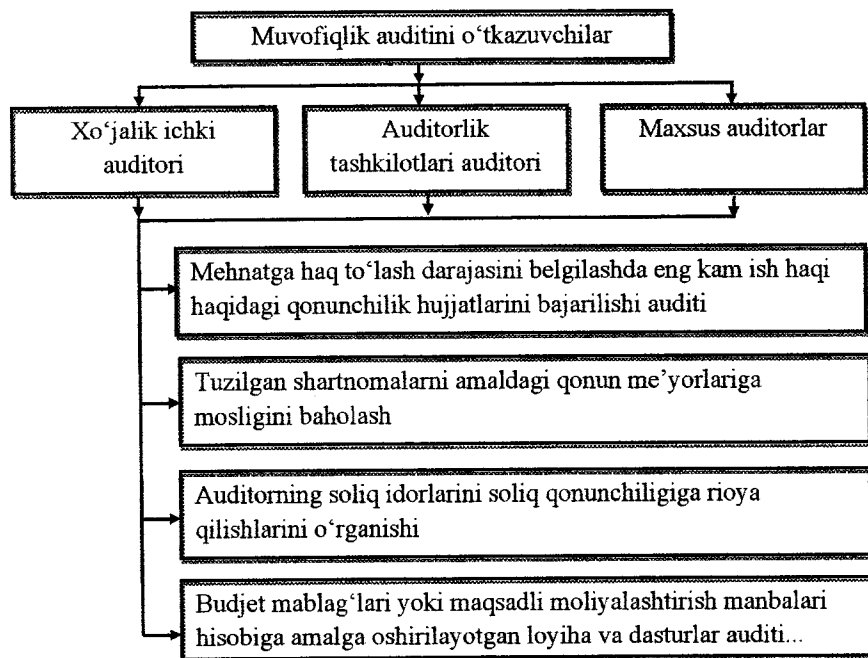 Muvofiqlik auditini o‘tkazuvchilar
Xo‘jalik ichki
auditori
Auditorlik
tashkilotlari auditori
Maxsus auditorlar
Mehnatga haq to‘lash darajasini belgilashda eng kam ish haqi
haqidagi qonunchilik hujjatlarini bajarilishi auditi
Tuzilgan shartnomalarni amaldagi qonun me’yorlariga
mosligini baholash
Auditorning soliq idorlarini soliq qonunchiligiga rioya
qilishlarini o‘rganishi
Budjet mablag‘lari yoki maqsadli moliyalashtirish manbalari
hisobiga amalga oshirilayotgan loyiha va dasturlar auditi...